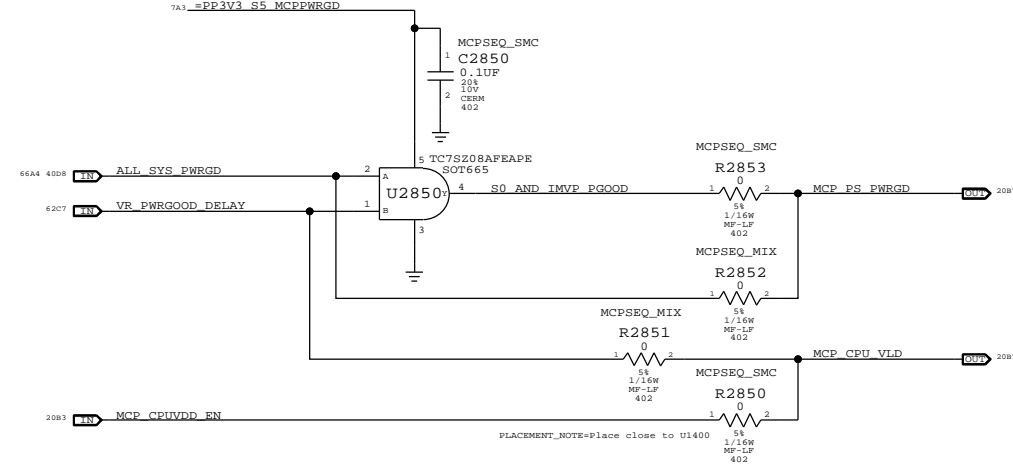 7A3 =PP3V3_S5_MCPPWRGD
MCPSEQ_SMC
1 C2850
0.1UF
20%
10V
2 CERM
402
5 TC7SZ08AFEAPE
SOT665
MCPSEQ_SMC
R2853
66A4 40D8 IN ALL_SYS_PWRGD 2 A
0
U2850 Y 4 S0_AND_IMVP_PGOOD 1 2 MCP_PS_PWRGD OUT
62C7 IN VR_PWRGOOD_DELAY 1 B
5%
1/16W
MF-LF
402
3
MCPSEQ_MIX
R2852
0
1 2
5%
1/16W
MF-LF
402
MCPSEQ_MIX
R2851
0
1 2 MCP_CPU_VLD OUT
5%
1/16W
MF-LF
402
MCPSEQ_SMC
R2850
0
20B3 IN MCP_CPUVDD_EN 1 2
PLACEMENT_NOTE=Place close to U1400
5%
1/16W
MF-LF
402